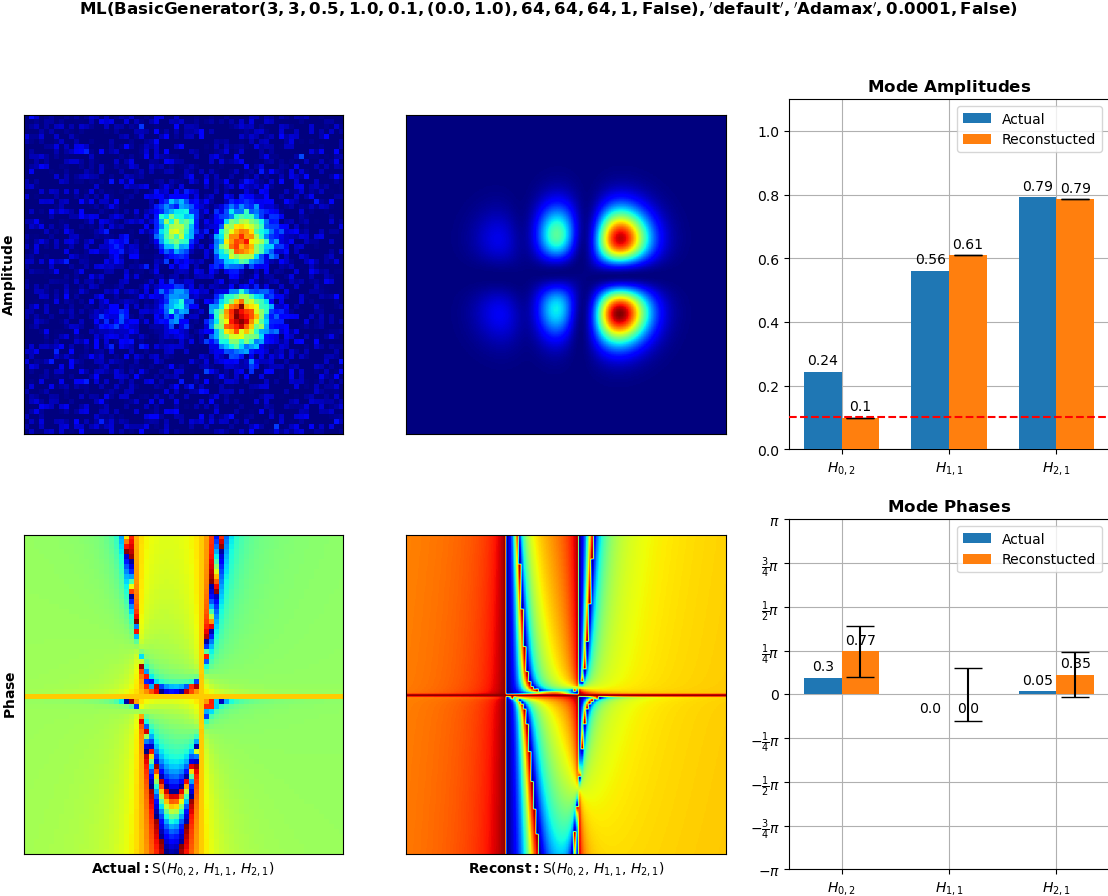 ML(BasicGenerator(3, 3, 0.5, 1.0, 0.1, (0.0, 1.0), 64, 64, 64, 1, False), ′default′, ′Adamax′, 0.0001, False)
Amplitude
Mode Amplitudes
Actual
Reconstucted
1.0
0.8
0.6
0.4
0.2
0.0
0.24
0.1
0.56
0.61
0.79
0.79
H0, 2
H1, 1
H2, 1
Phase
Actual: S(H0, 2, H1, 1, H2, 1)
Reconst: S(H0, 2, H1, 1, H2, 1)
Mode Phases
Actual
Reconstucted
π
3/4π
1/2π
1/4π
0
−1/4π
−1/2π
−3/4π
−π
0.3
0.77
0.0
0.0
0.05
0.35
H0, 2
H1, 1
H2, 1